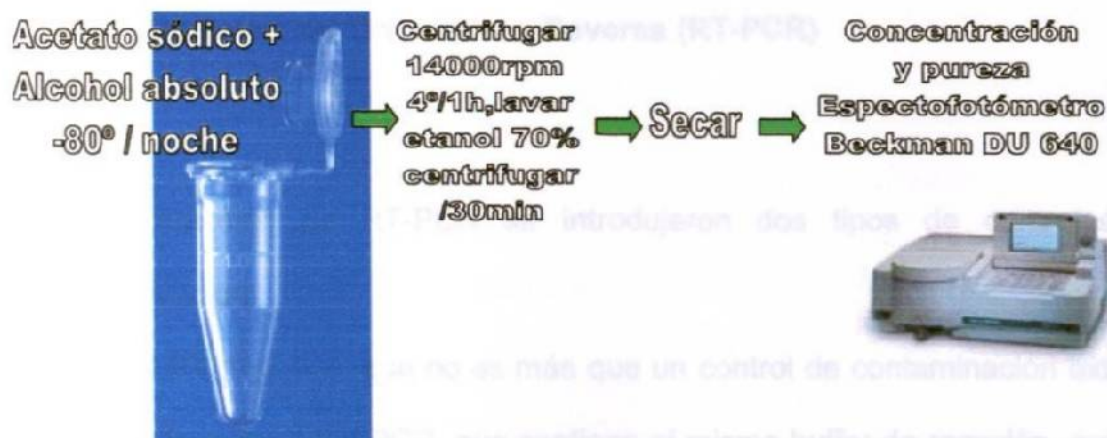 Acetato sódico +
Alcohol absoluto
-80º / noche
Centrifugar
14000rpm
4º/1h,lavar
etanol 70%
centrifugar
/30min
Secar
Concentración
y pureza
Espectofotómetro
Beckman DU 640
(RT-PCR)
RT-PCR se introdujeron dos tipos de
no es más que un control de contaminación
que contiene el mismo buffer de reacción